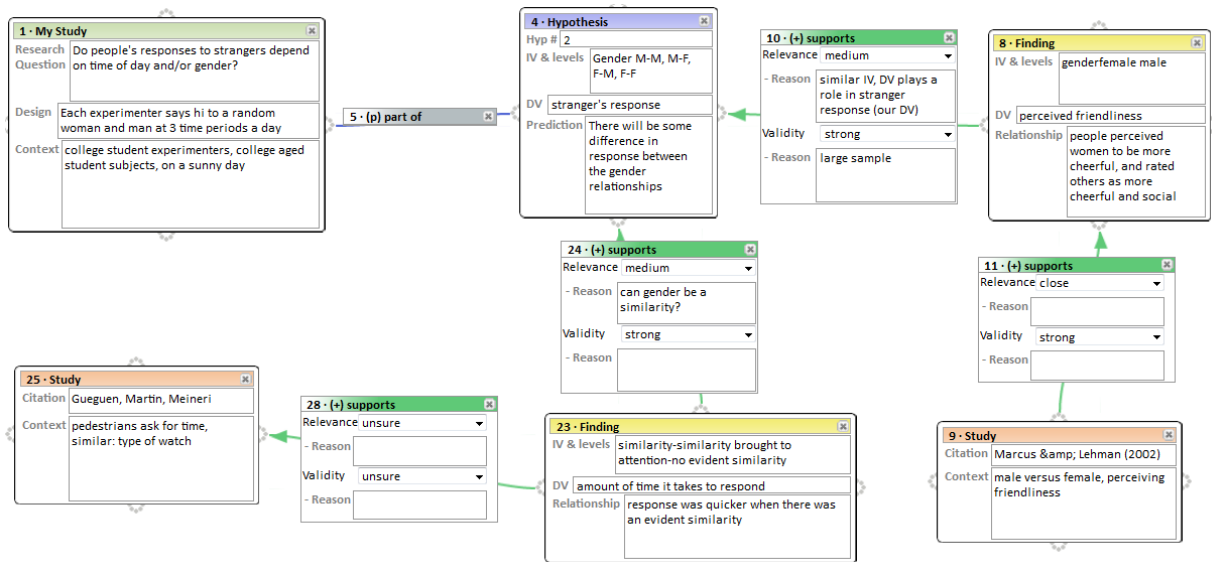 1 · My Study
Research Question
Do people's responses to strangers depend
on time of day and/or gender?
Design
Each experimenter says hi to a random
woman and man at 3 time periods a day
Context
college student experimenters, college aged
student subjects, on a sunny day
5 · (p) part of
4 · Hypothesis
Hyp # 2
IV & levels
Gender M-M, M-F,
F-M, F-F
DV stranger's response
Prediction
There will be some
difference in
response between
the gender
relationships
10 · (+) supports
Relevance medium
- Reason
similar IV, DV plays a
role in stranger
response (our DV)
Validity strong
- Reason
large sample
8 · Finding
IV & levels genderfemale male
DV perceived friendliness
Relationship
people perceived
women to be more
cheerful, and rated
others as more
cheerful and social
24 · (+) supports
Relevance medium
- Reason
can gender be a
similarity?
Validity strong
- Reason
11 · (+) supports
Relevance close
- Reason
Validity strong
- Reason
25 · Study
Citation Gueguen, Martin, Meineri
Context
pedestrians ask for time,
similar: type of watch
28 · (+) supports
Relevance unsure
- Reason
Validity unsure
- Reason
23 · Finding
IV & levels
similarity-similarity brought to
attention-no evident similarity
DV amount of time it takes to respond
Relationship
response was quicker when there was
an evident similarity
9 · Study
Citation Marcus &amp; Lehman (2002)
Context
male versus female, perceiving
friendliness